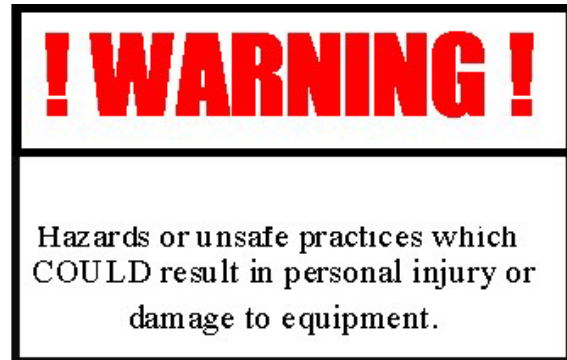 ! WARNING !
Hazards or unsafe practices which
COULD result in personal injury or
damage to equipment.